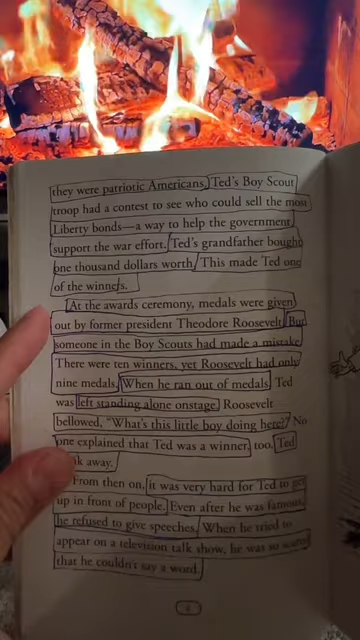 they were patriotic Americans. Ted's Boy Scout
troop had a contest to see who could sell the most
Liberty bonds—a way to help the government
support the war effort. Ted's grandfather bought
one thousand dollars worth. This made Ted one
of the winners.
At the awards ceremony, medals were given
out by former president Theodore Roosevelt. But
someone in the Boy Scouts had made a mistake.
There were ten winners, yet Roosevelt had only
nine medals. When he ran out of medals, Ted
was left standing alone onstage. Roosevelt
bellowed, "What's this little boy doing here?" No
one explained that Ted was a winner, too. Ted
away.
From then on, it was very hard for Ted to get
up in front of people. Even after he was famous,
he refused to give speeches. When he tried to
appear on a television talk show, he was so scared
that he couldn't say a word.